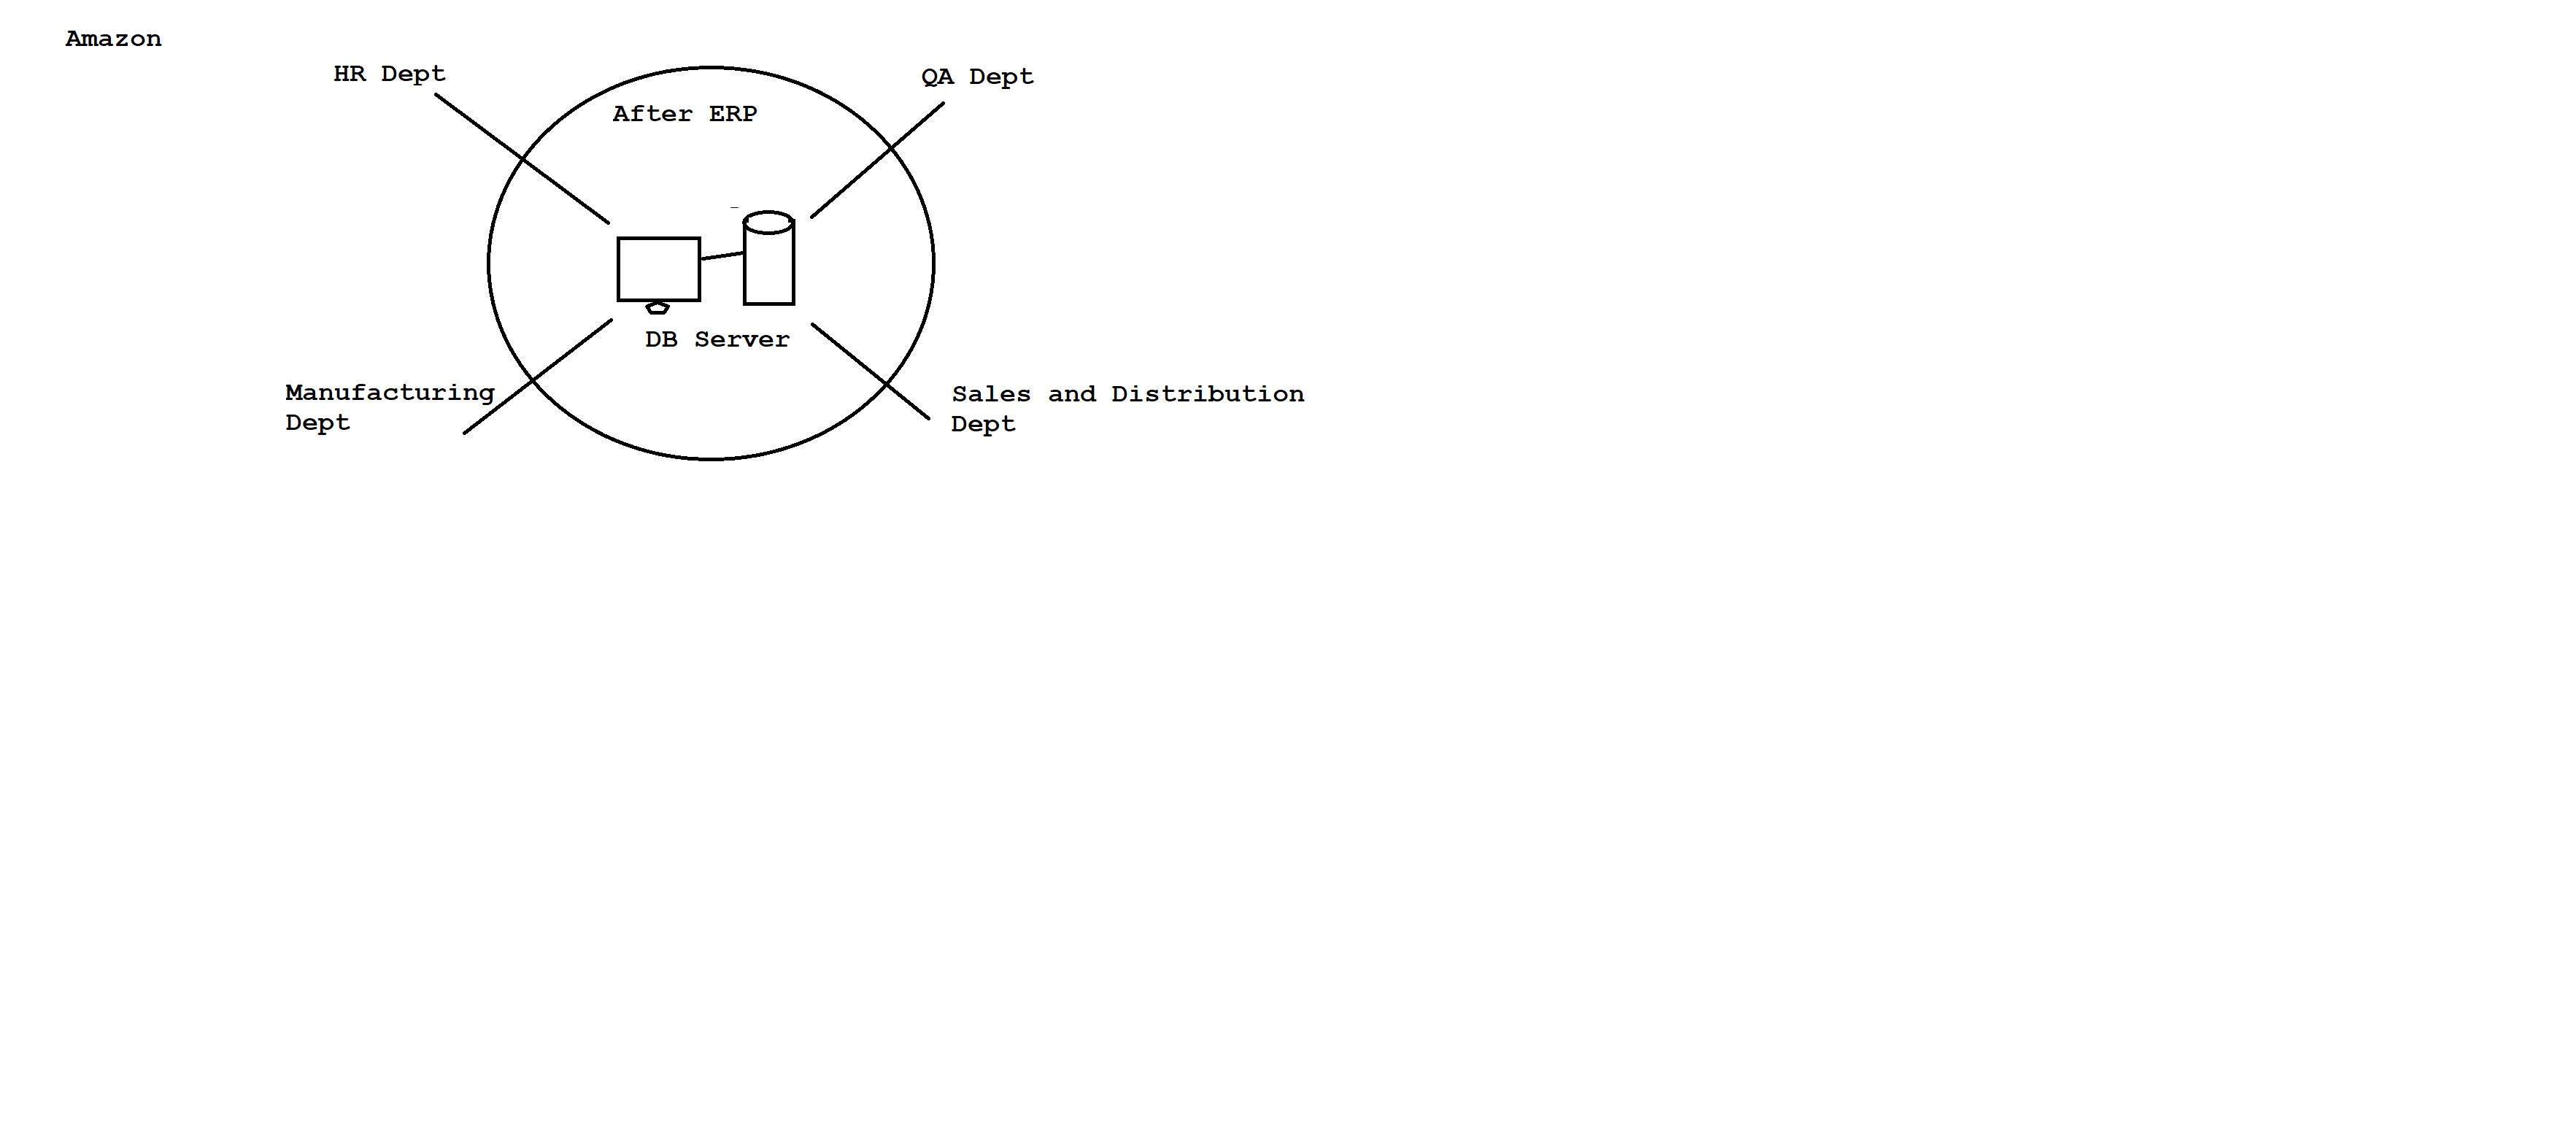 Amazon
HR Dept
QA Dept
After ERP
DB Server
Manufacturing
Dept
Sales and Distribution
Dept